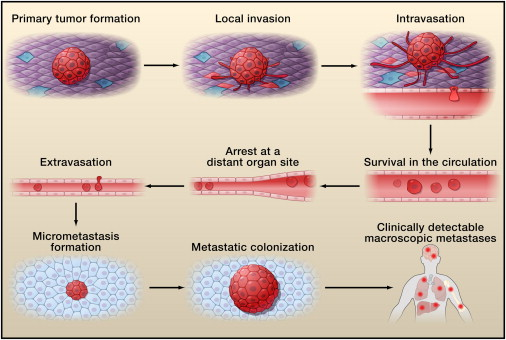 Primary tumor formation
Local invasion
Intravasation
Extravasation
Arrest at a
distant organ site
Survival in the circulation
Micrometastasis
formation
Metastatic colonization
Clinically detectable
macroscopic metastases